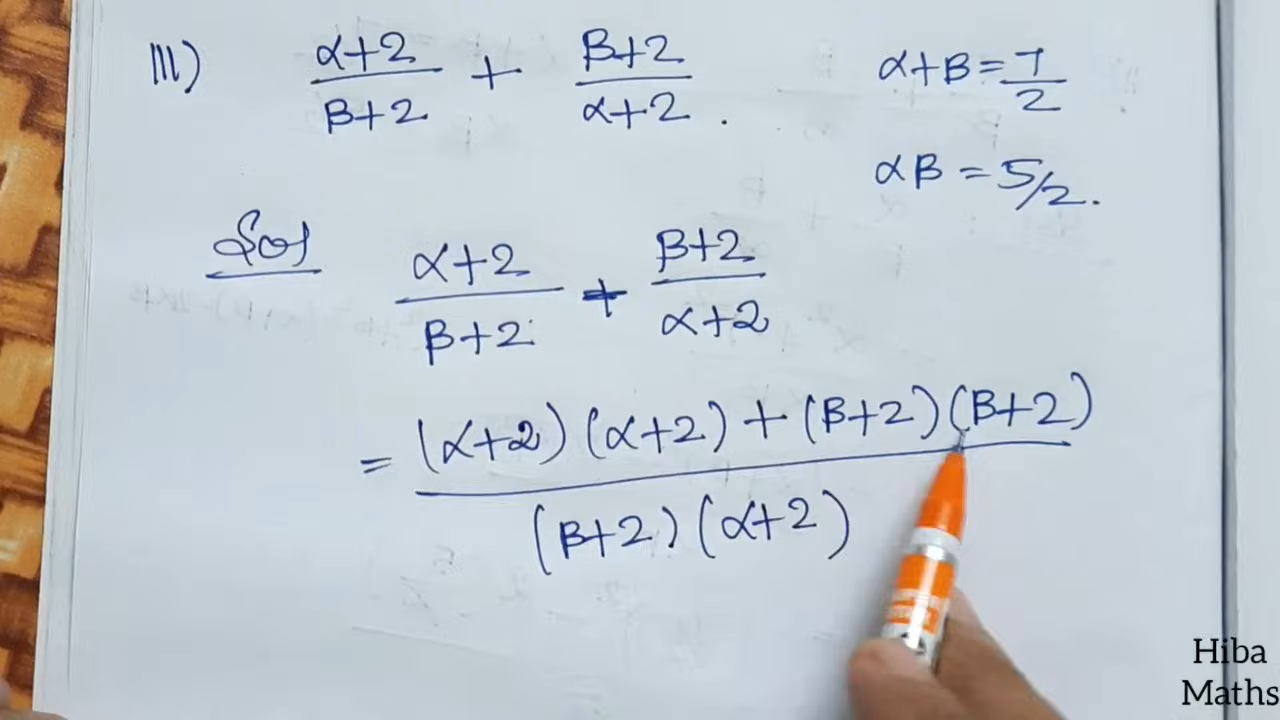 III) α+2/β+2 + β+2/α+2 . α+β = 7/2
αβ = 5/2.
Sol α+2/β+2 + β+2/α+2
= (α+2)(α+2) + (β+2)(β+2) / (β+2)(α+2)
Hiba
Maths